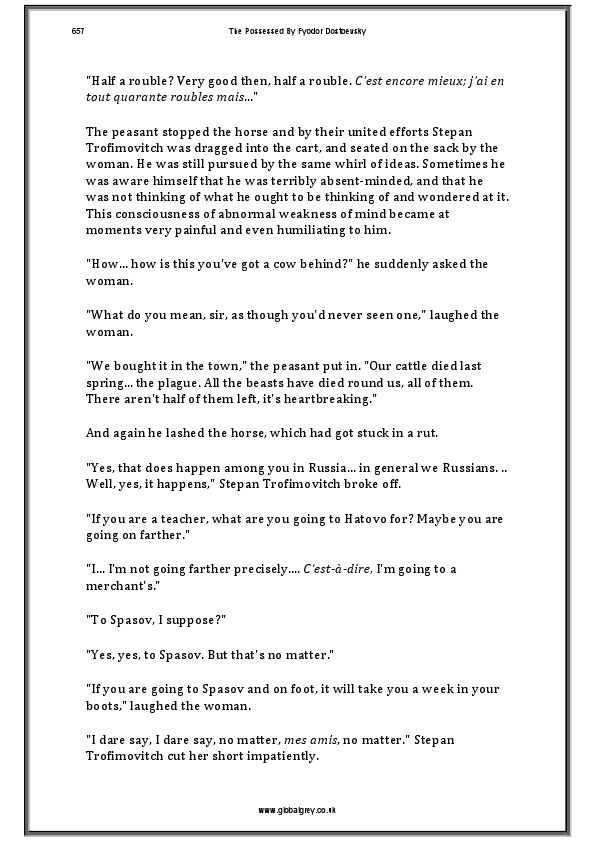 657
The Possessed By Fyodor Dostoevsky
"Half a rouble? Very good then, half a rouble. C'est encore mieux; j'ai en
tout quarante roubles mais..."
The peasant stopped the horse and by their united efforts Stepan
Trofimovitch was dragged into the cart, and seated on the sack by the
woman. He was still pursued by the same whirl of ideas. Sometimes he
was aware himself that he was terribly absent-minded, and that he
was not thinking of what he ought to be thinking of and wondered at it.
This consciousness of abnormal weakness of mind became at
moments very painful and even humiliating to him.
"How... how is this you've got a cow behind?" he suddenly asked the
woman.
"What do you mean, sir, as though you'd never seen one," laughed the
woman.
"We bought it in the town," the peasant put in. "Our cattle died last
spring... the plague. All the beasts have died round us, all of them.
There aren't half of them left, it's heartbreaking."
And again he lashed the horse, which had got stuck in a rut.
"Yes, that does happen among you in Russia... in general we Russians. ..
Well, yes, it happens," Stepan Trofimovitch broke off.
"If you are a teacher, what are you going to Hatovo for? Maybe you are
going on farther."
"I... I'm not going farther precisely.... C'est-à-dire, I'm going to a
merchant's."
"To Spasov, I suppose?"
"Yes, yes, to Spasov. But that's no matter."
"If you are going to Spasov and on foot, it will take you a week in your
boots," laughed the woman.
"I dare say, I dare say, no matter, mes amis, no matter." Stepan
Trofimovitch cut her short impatiently.
www.globalgrey.co.uk